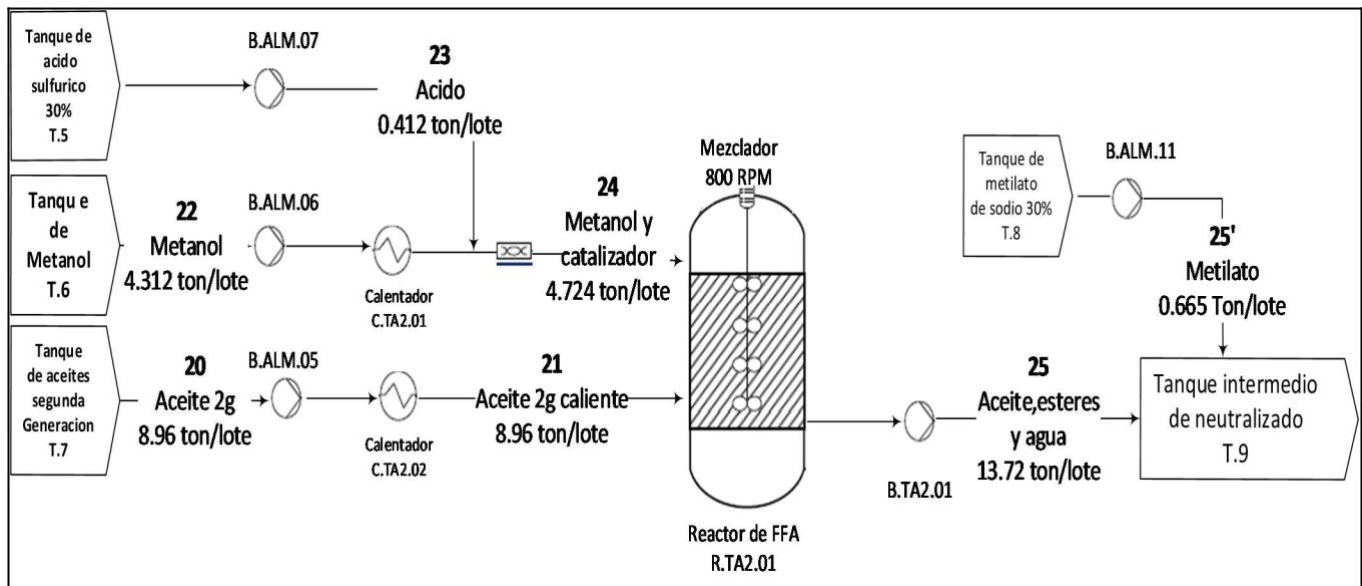 Tanque de
acido
sulfurico
30%
T.5
B.ALM.07
23
Acido
0.412 ton/lote
Tanqu e
de
Metanol
T.6
22
Metanol
4.312 ton/lote
B.ALM.06
Calentador
C.TA2.01
24
Metanol y
catalizador
4.724 ton/lote
Mezclador
800 RPM
Tanque
de aceites
segunda
Generacion
T.7
20
Aceite 2g
8.96 ton/lote
B.ALM.05
Calentador
C.TA2.02
21
Aceite 2g caliente
8.96 ton/lote
Reactor de FFA
R.TA2.01
B.TA2.01
25
Aceite,esteres
y agua
13.72 ton/lote
Tanque de
metilato
de sodio 30%
T.8
B.ALM.11
25'
Metilato
0.665 Ton/lote
Tanque intermedio
de neutralizado
T.9